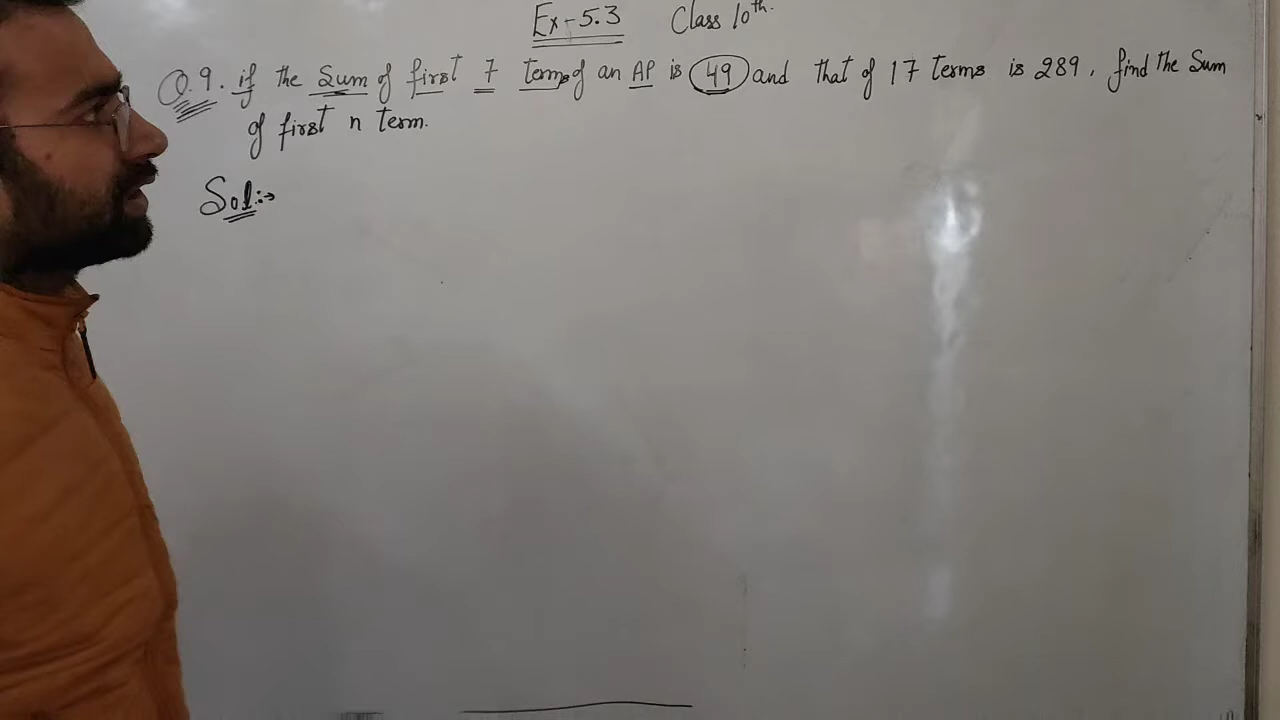 Ex-5.3 Class 10th.
Q.9. if the Sum of first 7 terms of an AP is 49 and that of 17 terms is 289, find the Sum
of first n term.
Sol:→